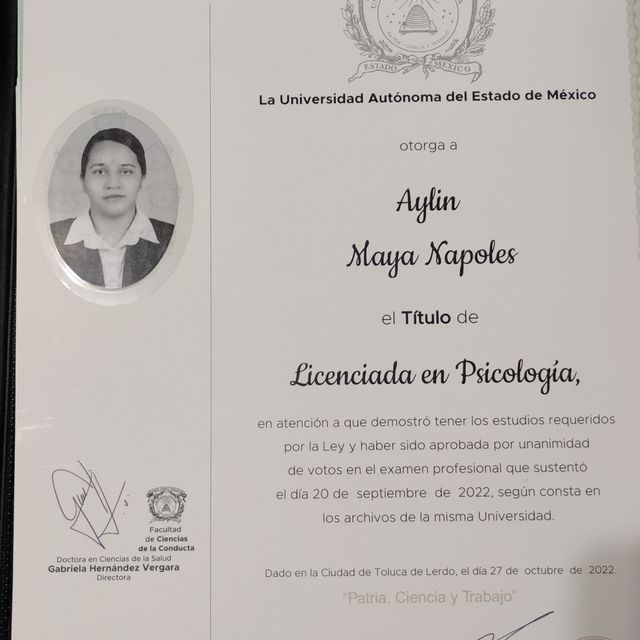 PATRIA, CIENCIA Y TRABAJO
ESTADO MÉXICO
La Universidad Autónoma del Estado de México
otorga a
Aylin
Maya Napoles
el Título de
Licenciada en Psicología,
en atención a que demostró tener los estudios requeridos
por la Ley y haber sido aprobada por unanimidad
de votos en el examen profesional que sustentó
el día 20 de septiembre de 2022, según consta en
los archivos de la misma Universidad.
Dado en la Ciudad de Toluca de Lerdo, el día 27 de octubre de 2022.
"Patria, Ciencia y Trabajo"
Facultad
de Ciencias
de la Conducta
Doctora en Ciencias de la Salud
Gabriela Hernández Vergara
Directora